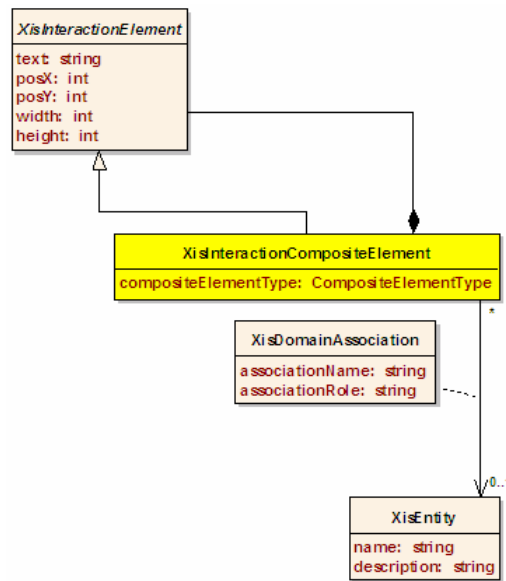 XisInteractionElement
text: string
posX: int
posY: int
width: int
height: int
XisInteractionCompositeElement
compositeElementType: CompositeElementType
*
XisDomainAssociation
associationName: string
associationRole: string
XisEntity
name: string
description: string